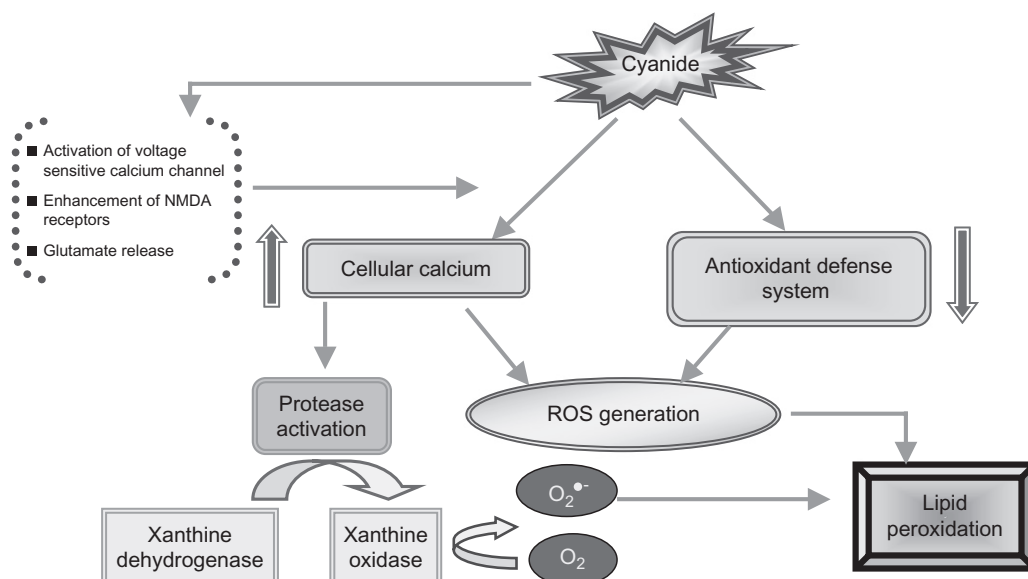 Cyanide
Activation of voltage
sensitive calcium channel
Enhancement of NMDA
receptors
Glutamate release
Cellular calcium
Antioxidant defense
system
Protease
activation
ROS generation
Xanthine
dehydrogenase
Xanthine
oxidase
O₂•-
O₂
Lipid
peroxidation